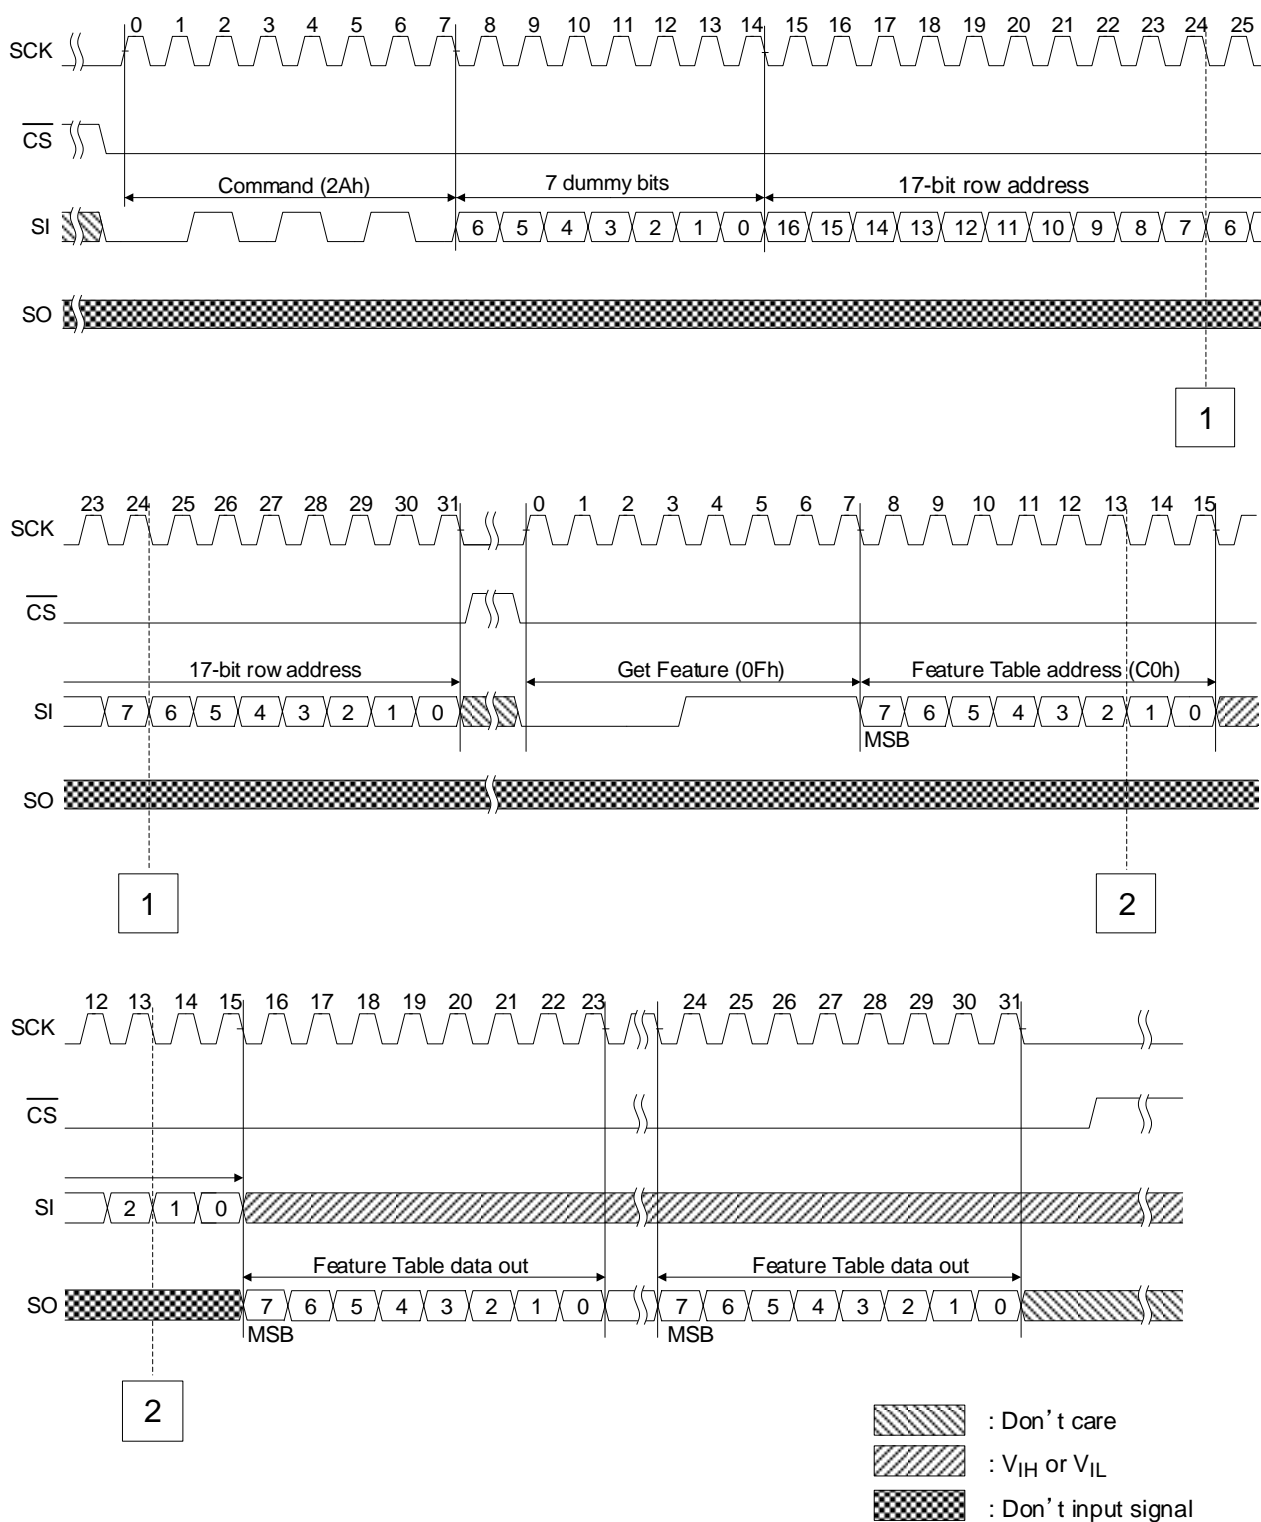 0 1 2 3 4 5 6 7 8 9 10 11 12 13 14 15 16 17 18 19 20 21 22 23 24 25
SCK
CS
Command (2Ah) 7 dummy bits 17-bit row address
SI 6 5 4 3 2 1 0 16 15 14 13 12 11 10 9 8 7 6
SO
1
23 24 25 26 27 28 29 30 31 0 1 2 3 4 5 6 7 8 9 10 11 12 13 14 15
SCK
CS
17-bit row address Get Feature (0Fh) Feature Table address (C0h)
SI 7 6 5 4 3 2 1 0 7 6 5 4 3 2 1 0
MSB
SO
1 2
12 13 14 15 16 17 18 19 20 21 22 23 24 25 26 27 28 29 30 31
SCK
CS
SI 2 1 0
Feature Table data out Feature Table data out
SO 7 6 5 4 3 2 1 0 7 6 5 4 3 2 1 0
MSB MSB
2
: Don't care
: VIH or VIL
: Don't input signal